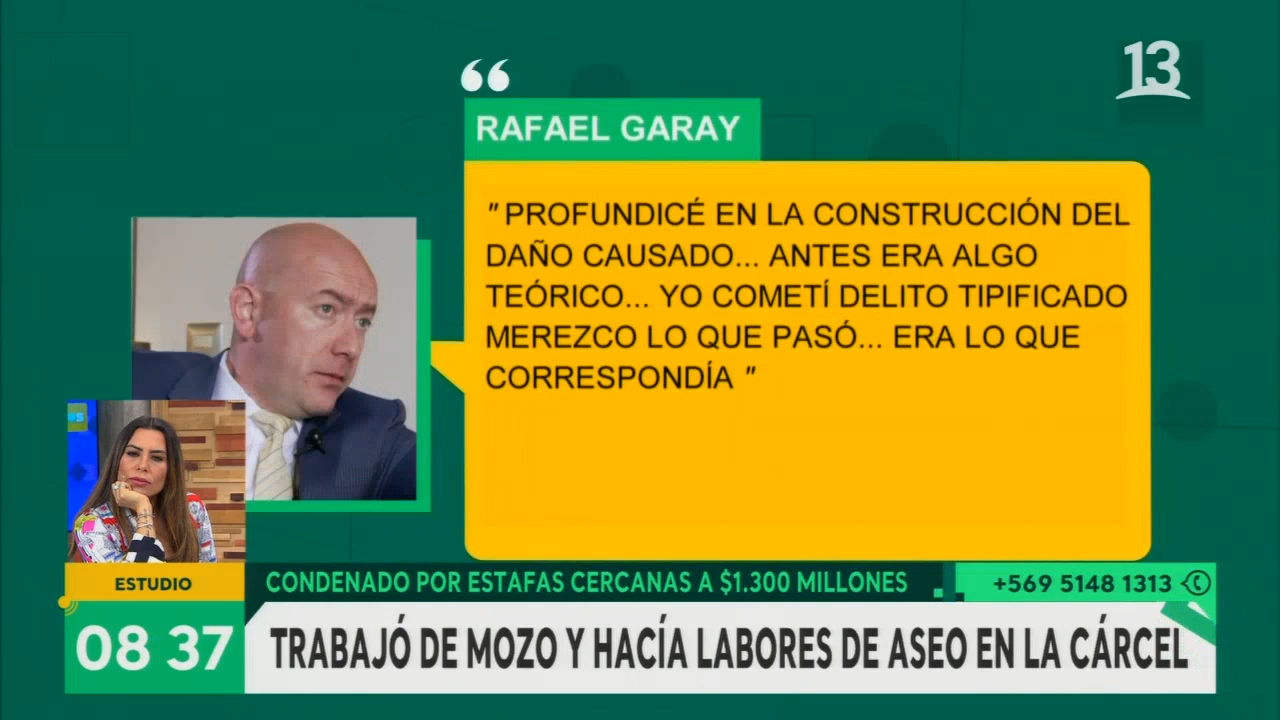 13
RAFAEL GARAY
" PROFUNDICÉ EN LA CONSTRUCCIÓN DEL
DAÑO CAUSADO... ANTES ERA ALGO
TEÓRICO... YO COMETÍ DELITO TIPIFICADO
MEREZCO LO QUE PASÓ... ERA LO QUE
CORRESPONDÍA "
ESTUDIO
CONDENADO POR ESTAFAS CERCANAS A $1.300 MILLONES
+569 5148 1313
08 37
TRABAJÓ DE MOZO Y HACÍA LABORES DE ASEO EN LA CÁRCEL